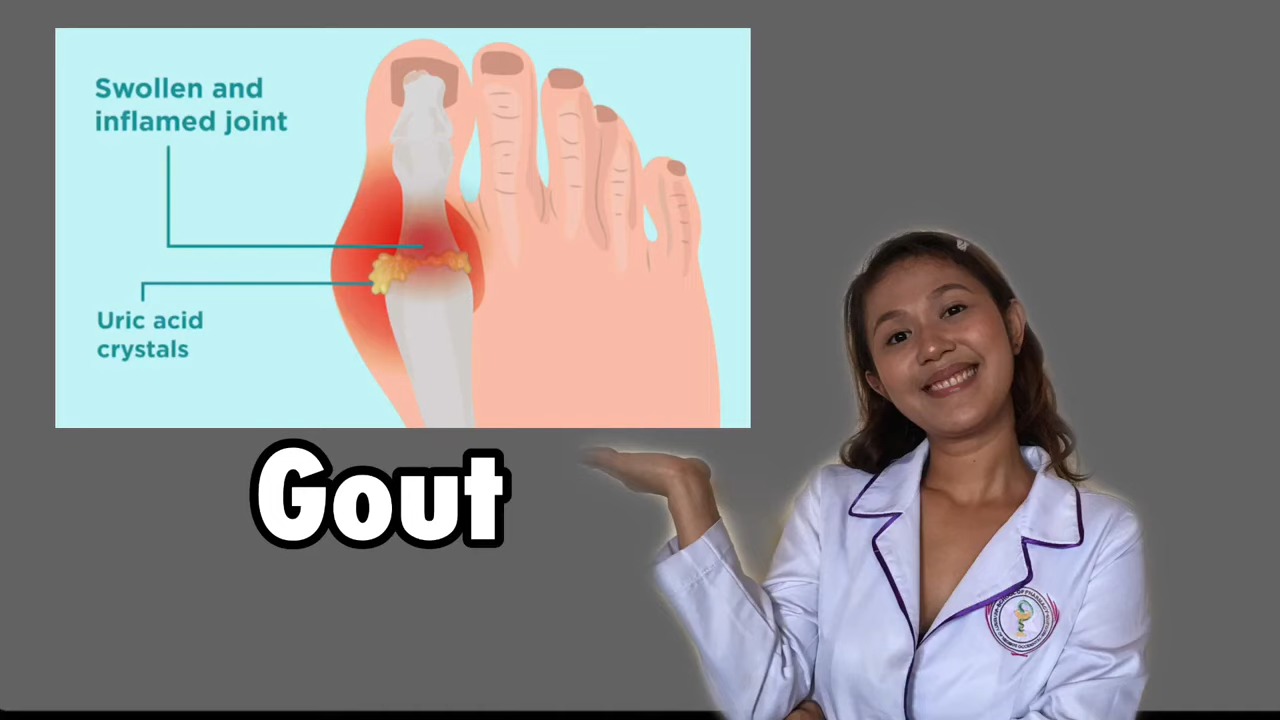 Swollen and
inflamed joint
Uric acid
crystals
Gout